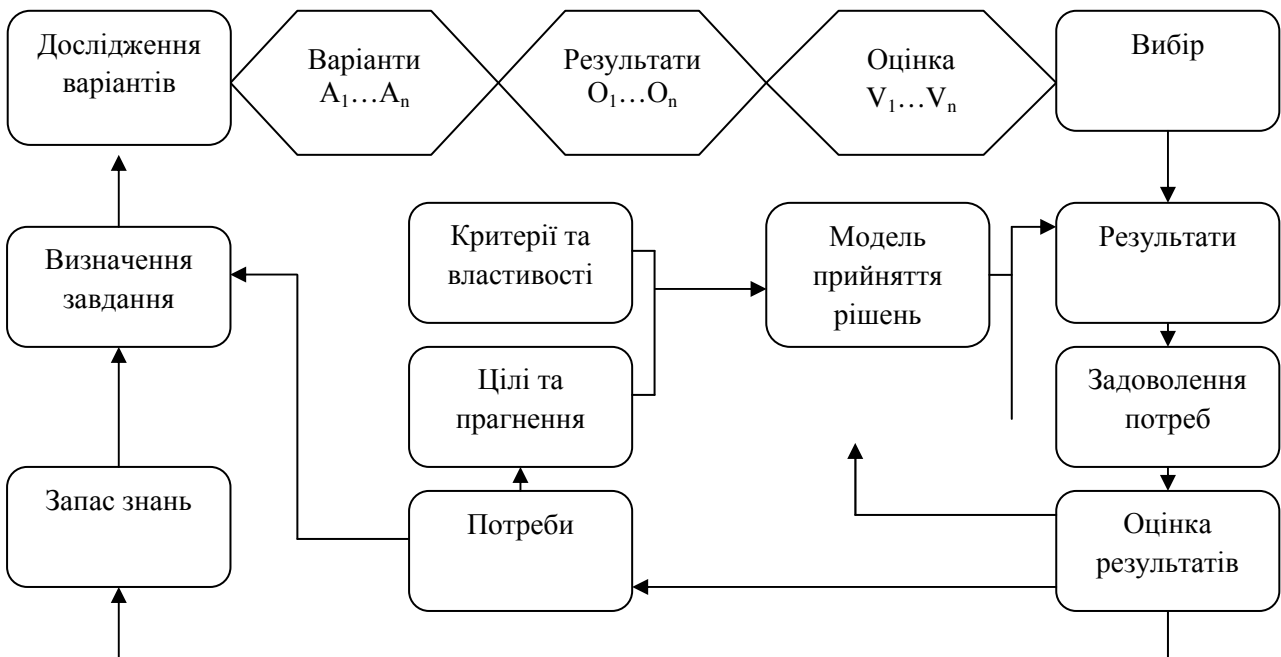 Дослідження
варіантів
Варіанти
A₁…Aₙ
Результати
O₁…Oₙ
Оцінка
V₁…Vₙ
Вибір
Визначення
завдання
Критерії та
властивості
Модель
прийняття
рішень
Результати
Цілі та
прагнення
Задоволення
потреб
Запас знань
Потреби
Оцінка
результатів